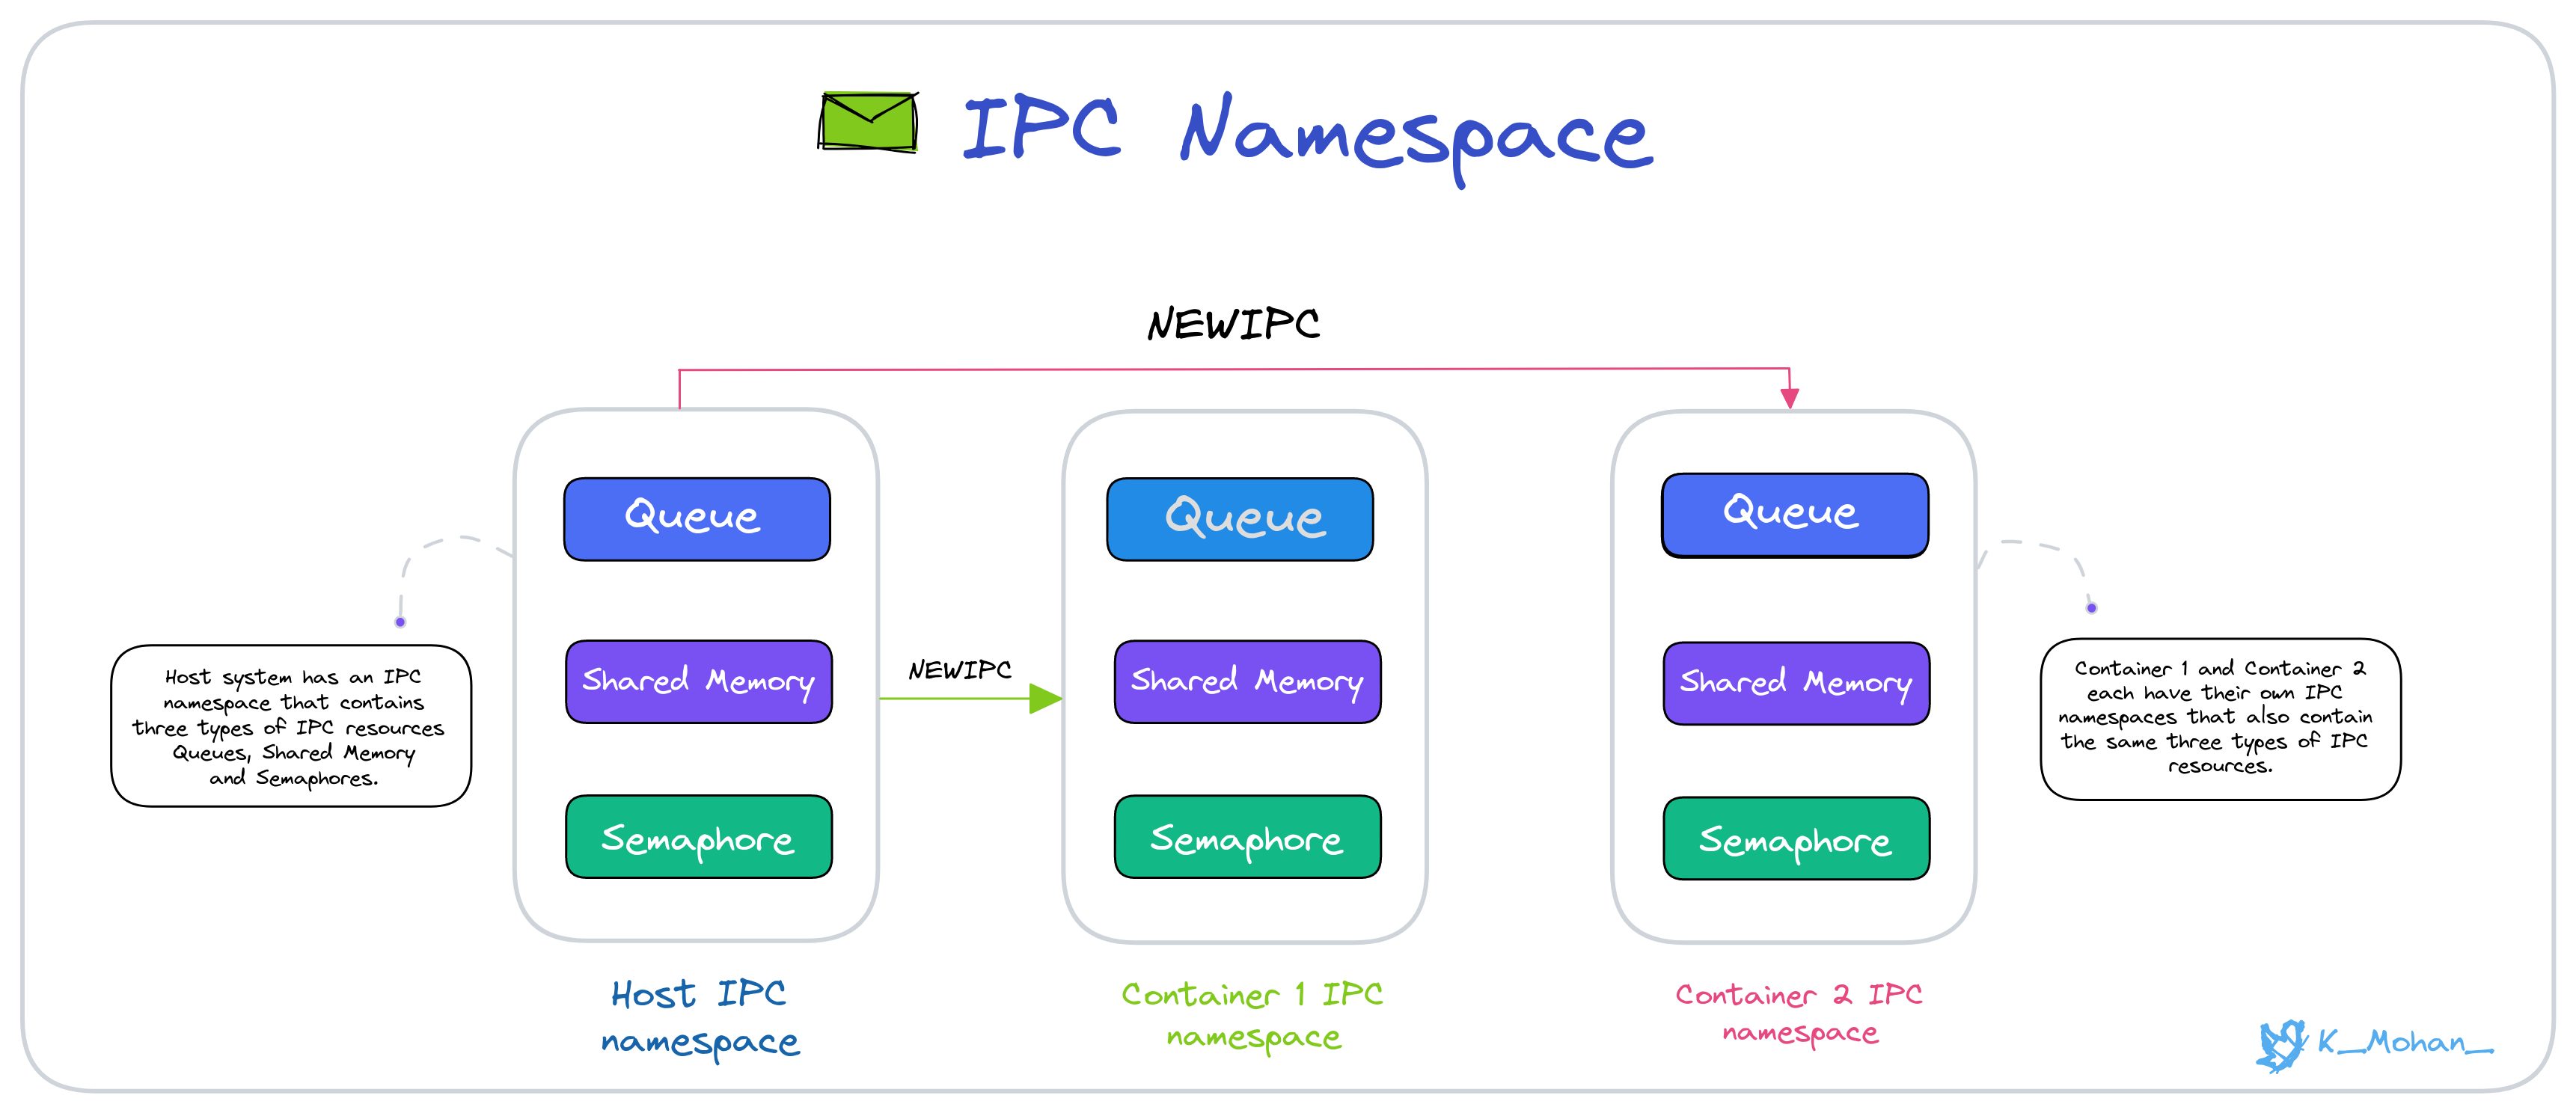 IPC Namespace
NEWIPC
Queue
Shared Memory
Semaphore
Host IPC
namespace
NEWIPC
Queue
Shared Memory
Semaphore
Container 1 IPC
namespace
Queue
Shared Memory
Semaphore
Container 2 IPC
namespace
Host system has an IPC
namespace that contains
three types of IPC resources
Queues, Shared Memory
and Semaphores.
Container 1 and Container 2
each have their own IPC
namespaces that also contain
the same three types of IPC
resources.
K_Mohan_